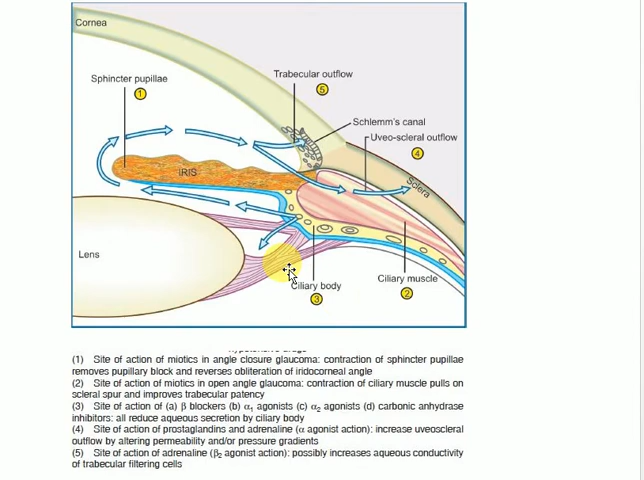 Cornea
Sphincter pupillae
1
Trabecular outflow
5
Schlemm's canal
Uveo-scleral outflow
4
Sclera
IRIS
Lens
Ciliary muscle
2
Ciliary body
3
(1) Site of action of miotics in angle closure glaucoma: contraction of sphincter pupillae
removes pupillary block and reverses obliteration of iridocorneal angle
(2) Site of action of miotics in open angle glaucoma: contraction of ciliary muscle pulls on
scleral spur and improves trabecular patency
(3) Site of action of (a) β blockers (b) α₁ agonists (c) α₂ agonists (d) carbonic anhydrase
inhibitors: all reduce aqueous secretion by ciliary body
(4) Site of action of prostaglandins and adrenaline (α agonist action): increase uveoscleral
outflow by altering permeability and/or pressure gradients
(5) Site of action of adrenaline (β₂ agonist action): possibly increases aqueous conductivity
of trabecular filtering cells